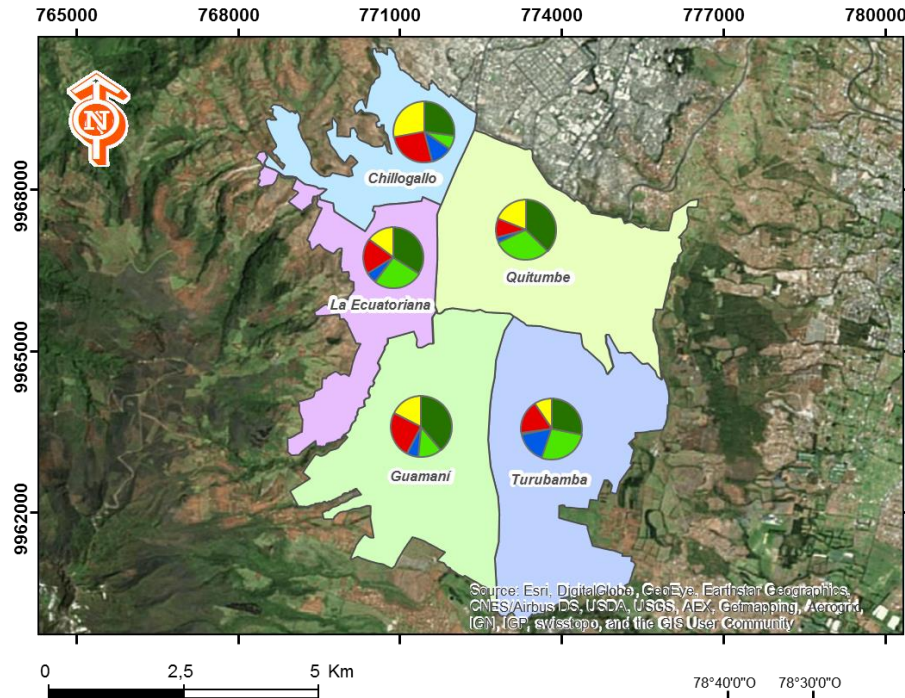 765000 768000 771000 774000 777000 780000
N
Chillogallo
9968000
Quitumbe
La Ecuatoriana
9965000
Guamaní
Turubamba
9962000
Source: Esri, DigitalGlobe, GeoEye, Earthstar Geographics,
CNES/Airbus DS, USDA, USGS, AEX, Getmapping, Aerogrid,
IGN, IGP, swisstopo, and the GIS User Community
0 2,5 5 Km
78°40'0"O 78°30'0"O